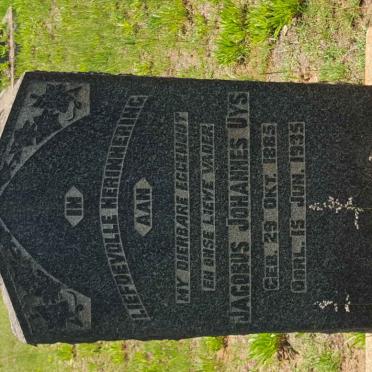 IN
LIEFDEVOLLE HERINNERING
AAN
MY DIERBARE EGGENOOT
EN ONSE LIEWE VADER
JACOBUS JOHANNES UYS
GEB. 29 OKT. 1885
OORL. 15 JUN. 1935